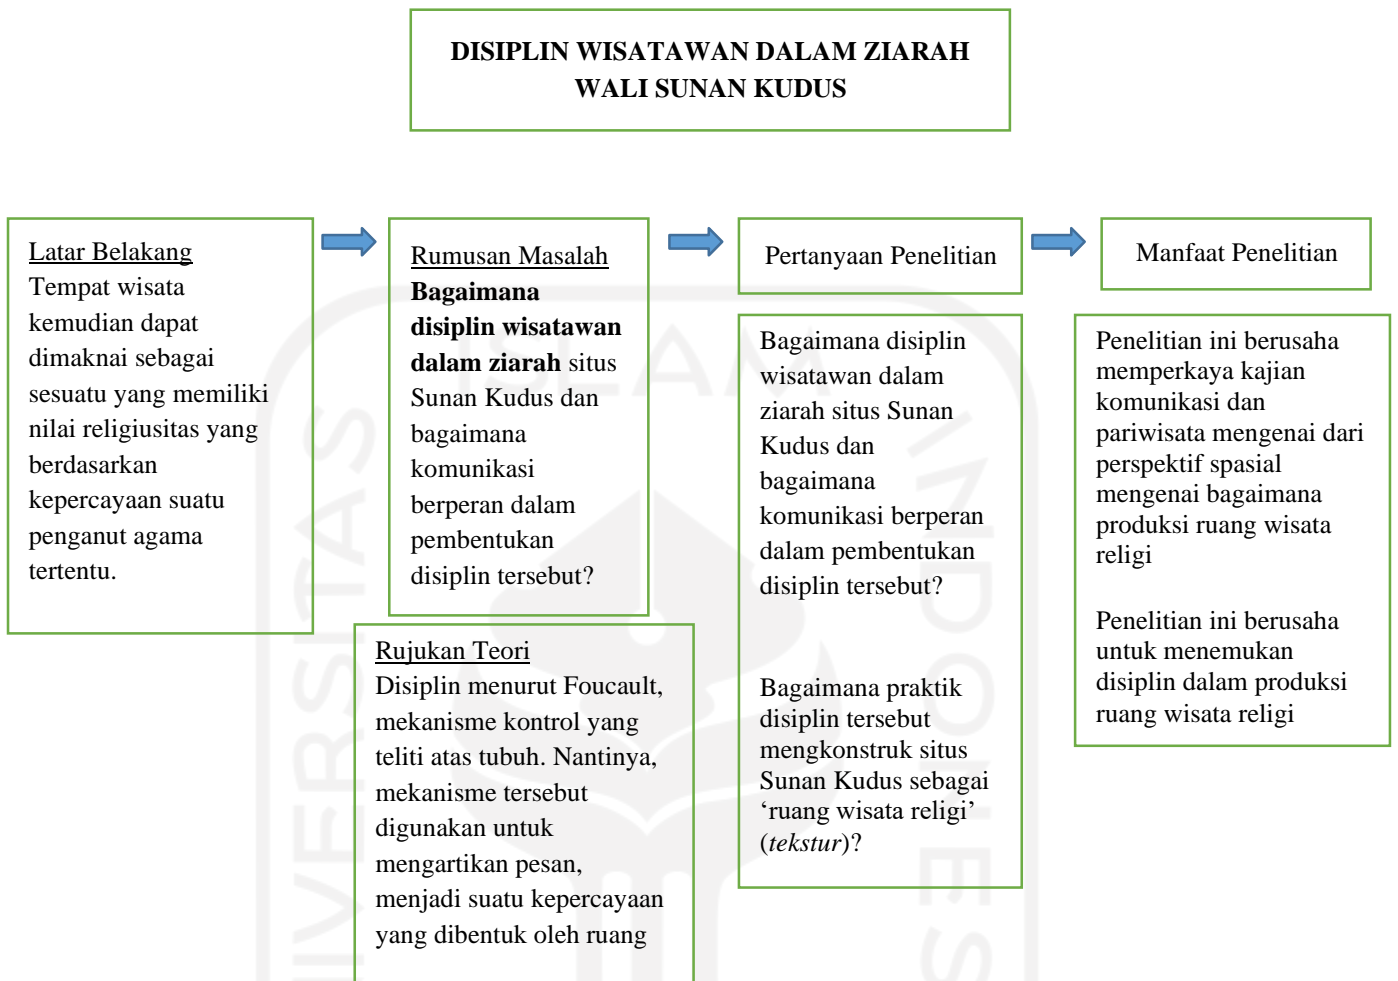 DISIPLIN WISATAWAN DALAM ZIARAH
WALI SUNAN KUDUS
Latar Belakang
Tempat wisata
kemudian dapat
dimaknai sebagai
sesuatu yang memiliki
nilai religiusitas yang
berdasarkan
kepercayaan suatu
penganut agama
tertentu.
Rumusan Masalah
Bagaimana
disiplin wisatawan
dalam ziarah situs
Sunan Kudus dan
bagaimana
komunikasi
berperan dalam
pembentukan
disiplin tersebut?
Rujukan Teori
Disiplin menurut Foucault,
mekanisme kontrol yang
teliti atas tubuh. Nantinya,
mekanisme tersebut
digunakan untuk
mengartikan pesan,
menjadi suatu kepercayaan
yang dibentuk oleh ruang
Pertanyaan Penelitian
Bagaimana disiplin
wisatawan dalam
ziarah situs Sunan
Kudus dan
bagaimana
komunikasi berperan
dalam pembentukan
disiplin tersebut?
Bagaimana praktik
disiplin tersebut
mengkonstruk situs
Sunan Kudus sebagai
‘ruang wisata religi’
(tekstur)?
Manfaat Penelitian
Penelitian ini berusaha
memperkaya kajian
komunikasi dan
pariwisata mengenai dari
perspektif spasial
mengenai bagaimana
produksi ruang wisata
religi
Penelitian ini berusaha
untuk menemukan
disiplin dalam produksi
ruang wisata religi
ISLAM